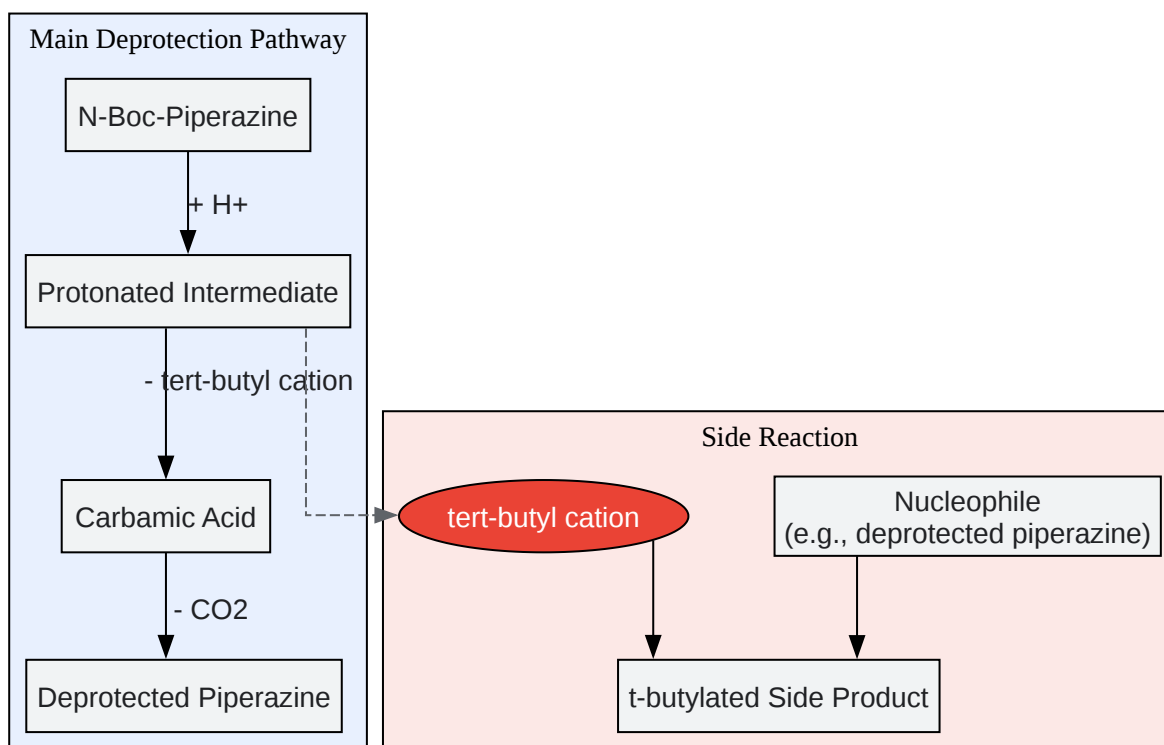 Main Deprotection Pathway
N-Boc-Piperazine
+ H+
Protonated Intermediate
- tert-butyl cation
Carbamic Acid
- CO2
Deprotected Piperazine
Side Reaction
tert-butyl cation
Nucleophile
(e.g., deprotected piperazine)
t-butylated Side Product